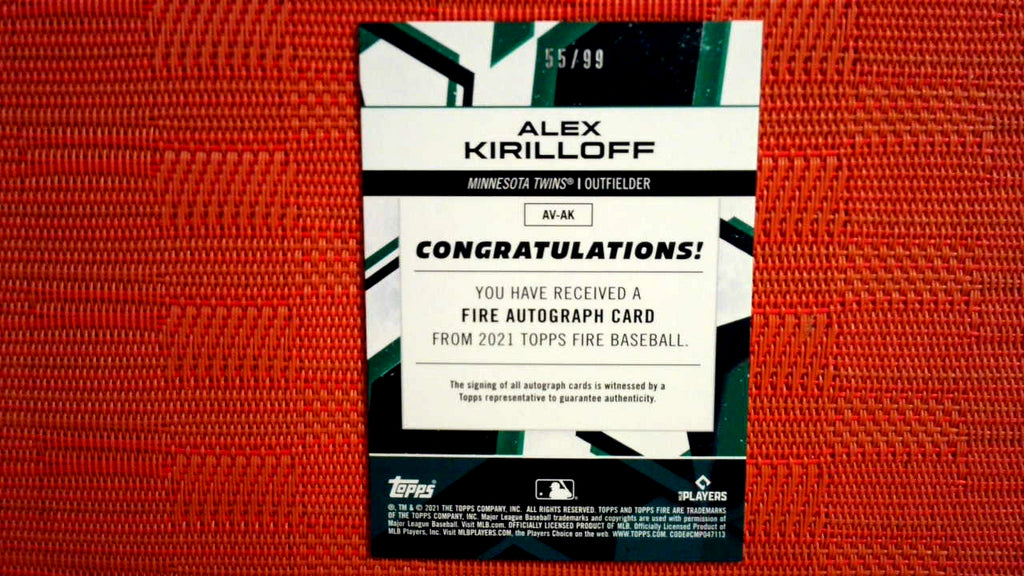 55/99
ALEX
KIRILLOFF
MINNESOTA TWINS® | OUTFIELDER
AV-AK
CONGRATULATIONS!
YOU HAVE RECEIVED A
FIRE AUTOGRAPH CARD
FROM 2021 TOPPS FIRE BASEBALL.
The signing of all autograph cards is witnessed by a
Topps representative to guarantee authenticity.
Topps PLAYERS
®, TM & © 2021 THE TOPPS COMPANY, INC. ALL RIGHTS RESERVED. TOPPS AND TOPPS FIRE ARE TRADEMARKS
OF THE TOPPS COMPANY, INC. Major League Baseball trademarks and copyrights are used with permission of
Major League Baseball. Visit MLB.com. OFFICIALLY LICENSED PRODUCT OF MLB. Officially Licensed Product of
MLB Players, Inc. Visit MLBPLAYERS.COM, the Players Choice on the web. WWW.TOPPS.COM. CODE#CMP047113